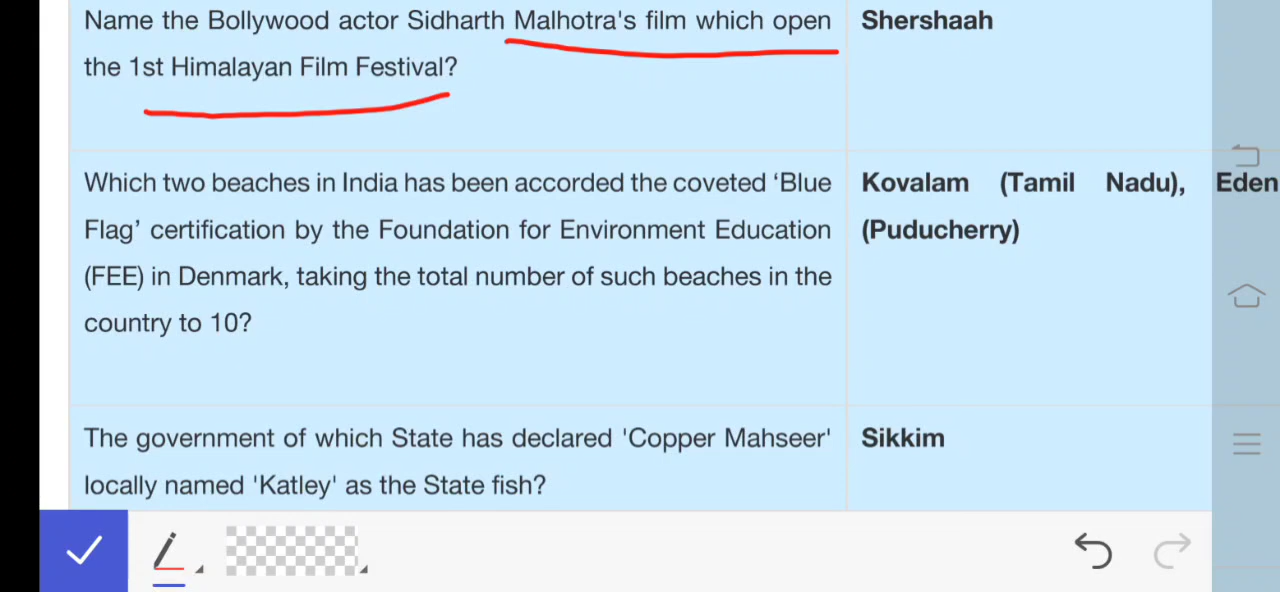 Name the Bollywood actor Sidharth Malhotra's film which open
the 1st Himalayan Film Festival?
Shershaah
Which two beaches in India has been accorded the coveted ‘Blue
Flag’ certification by the Foundation for Environment Education
(FEE) in Denmark, taking the total number of such beaches in the
country to 10?
Kovalam (Tamil Nadu), Eden
(Puducherry)
The government of which State has declared 'Copper Mahseer'
locally named 'Katley' as the State fish?
Sikkim